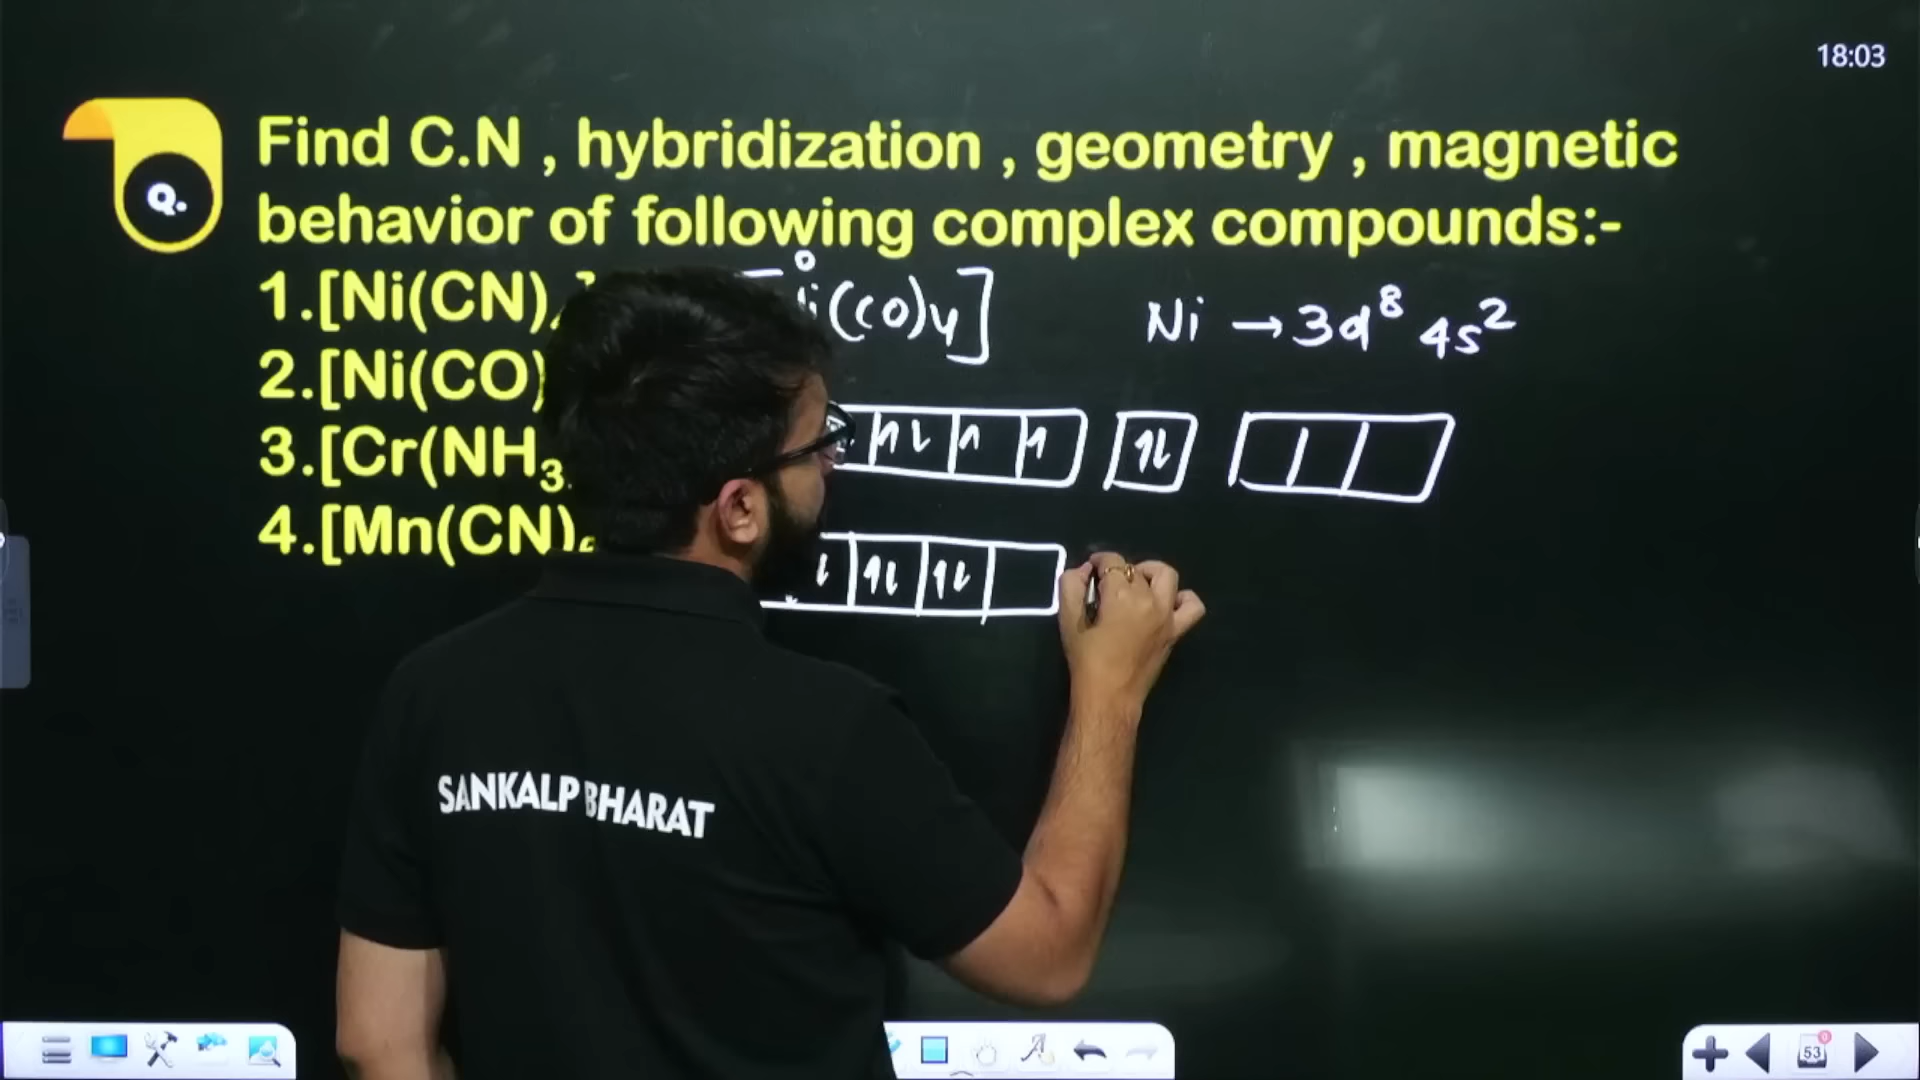 18:03
Q.
Find C.N , hybridization , geometry , magnetic
behavior of following complex compounds:-
1.[Ni(CN)
2.[Ni(CO)
3.[Cr(NH₃
4.[Mn(CN)
⁰
i(CO)4]
Ni → 3d⁸ 4s²
↿⇂ ↿ ↿ ↿⇂
⇂ ↿⇂ ↿⇂
SANKALP BHARAT
53